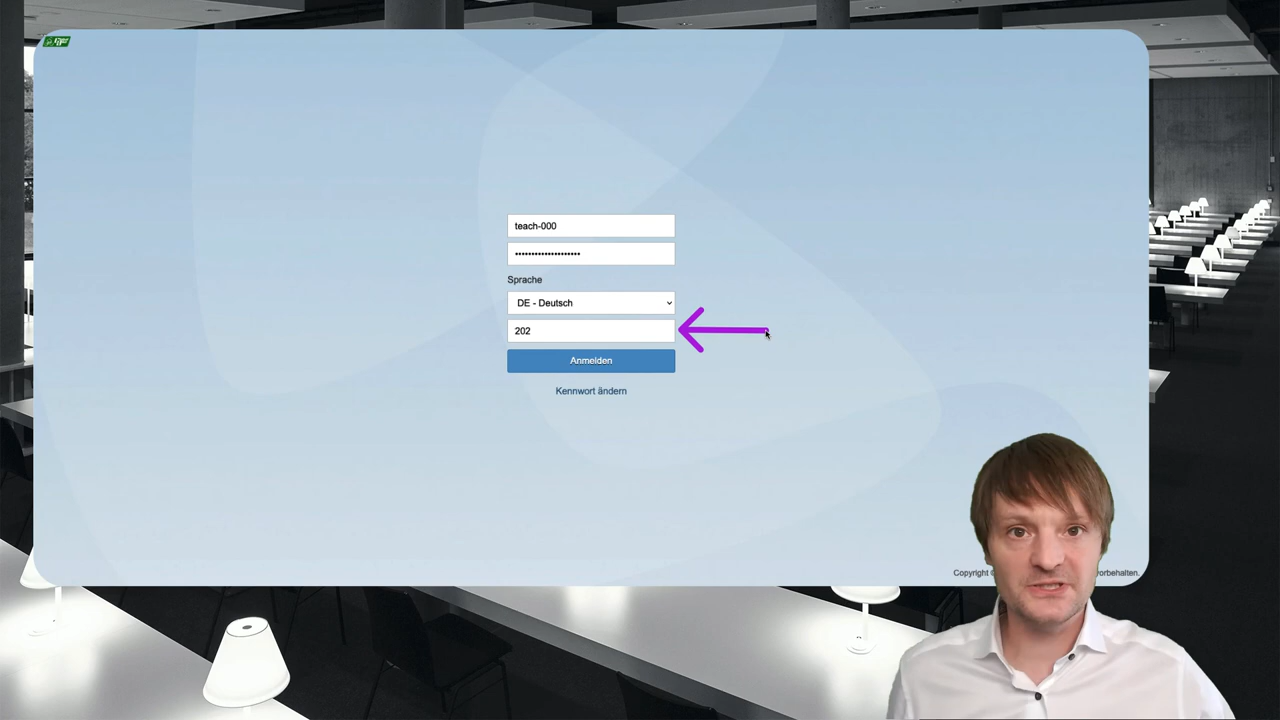 teach-000
Sprache
DE - Deutsch
202
Anmelden
Kennwort ändern
Copyright
vorbehalten.